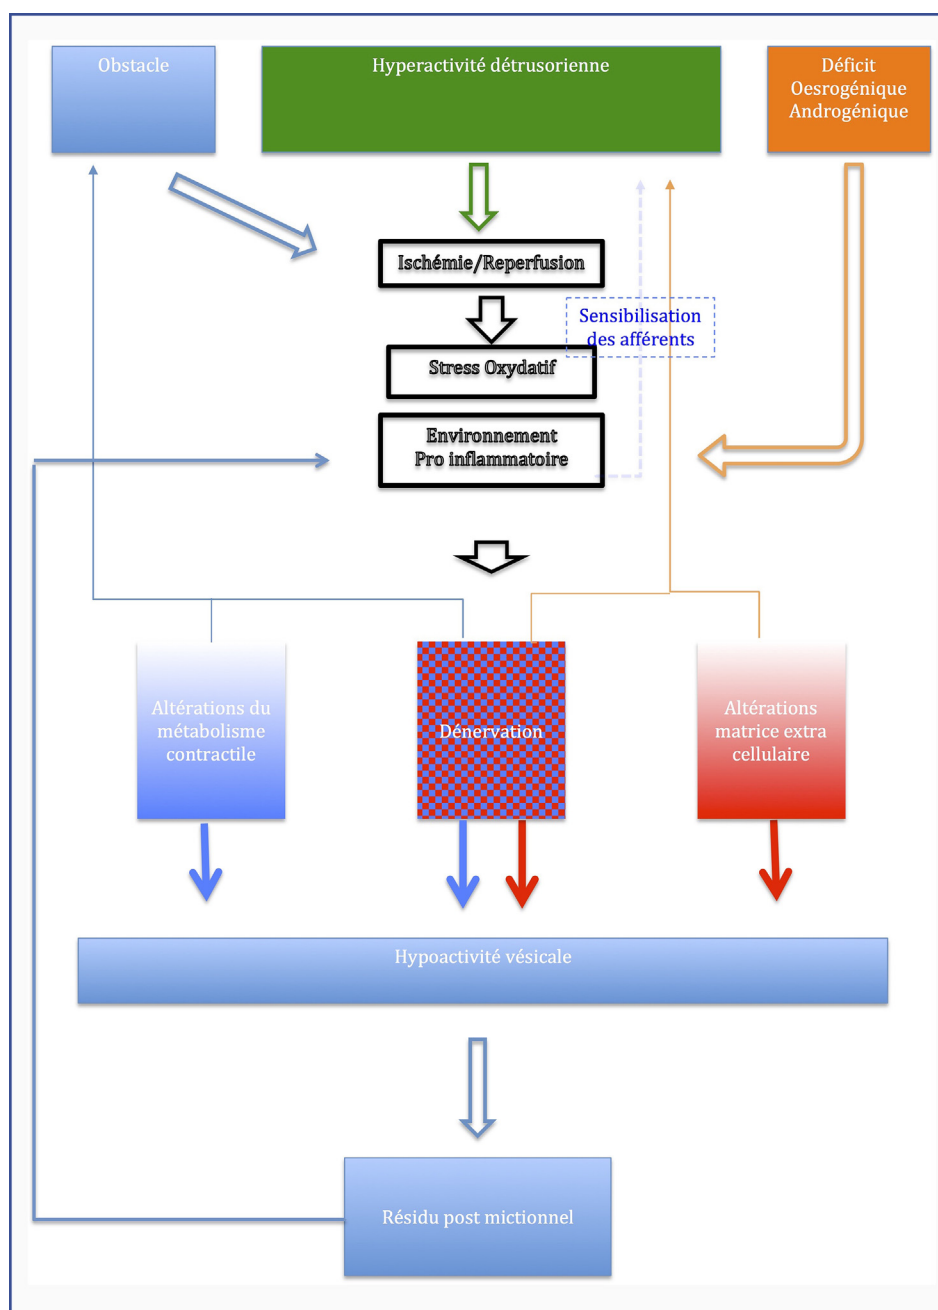 Obstacle
Hyperactivité détrusorienne
Déficit
Oesrogénique
Androgénique
Ischémie/Reperfusion
Sensibilisation
des afférents
Stress Oxydatif
Environnement
Pro inflammatoire
Altérations du
métabolisme
contractile
Dénervation
Altérations
matrice extra
cellulaire
Hypoactivité vésicale
Résidu post mictionnel